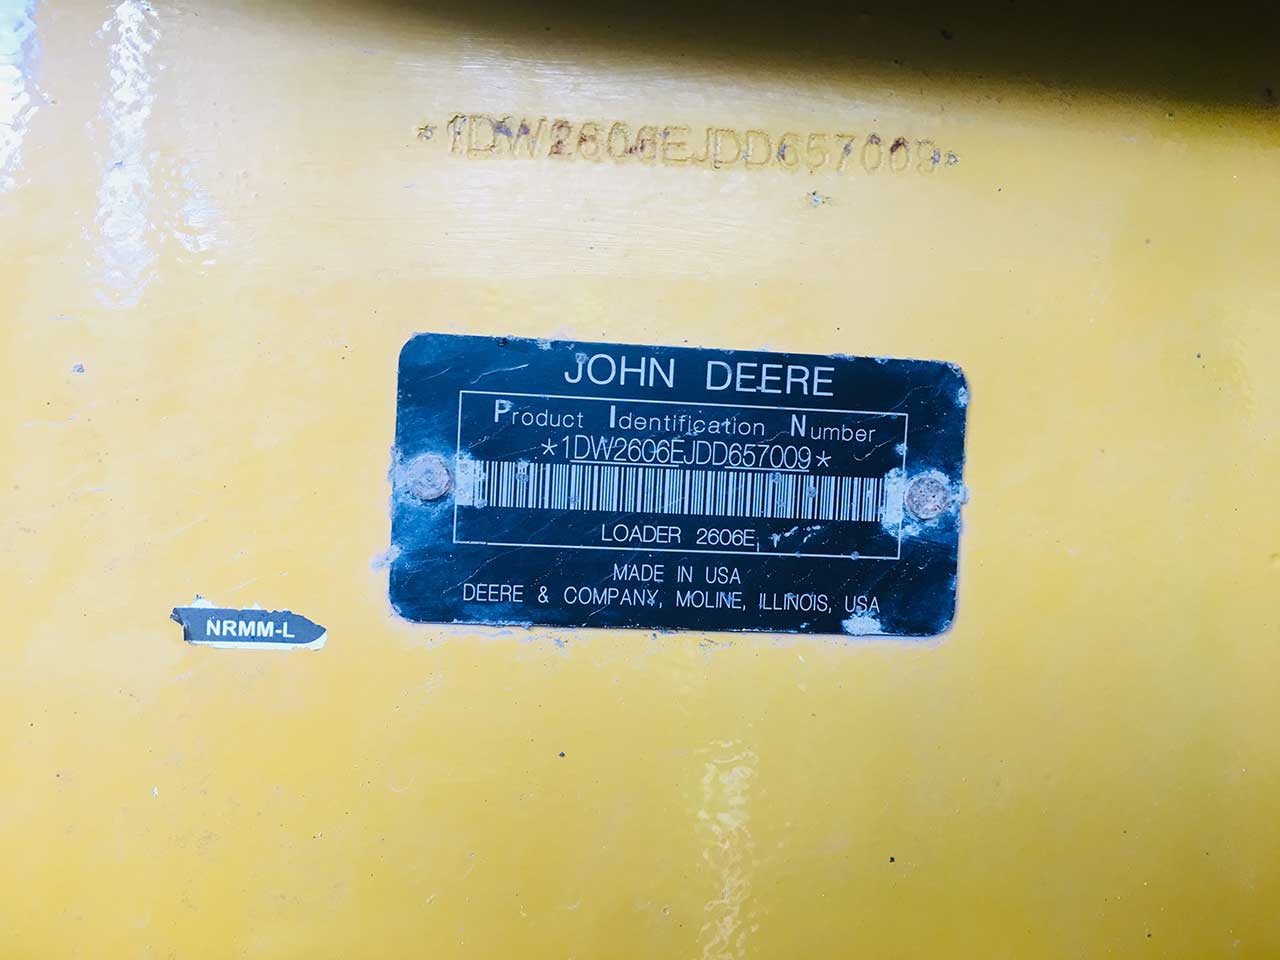 *1DW2606EJDD657009*
JOHN DEERE
Product Identification Number
*1DW2606EJDD657009*
LOADER 2606E
MADE IN USA
DEERE & COMPANY, MOLINE, ILLINOIS, USA
NRMM-L